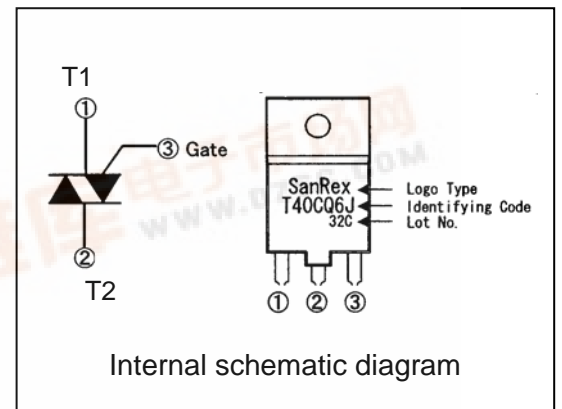 T1
①
③ Gate
②
T2
SanRex
T40CQ6J
32C
Logo Type
Identifying Code
Lot No.
① ② ③
Internal schematic diagram